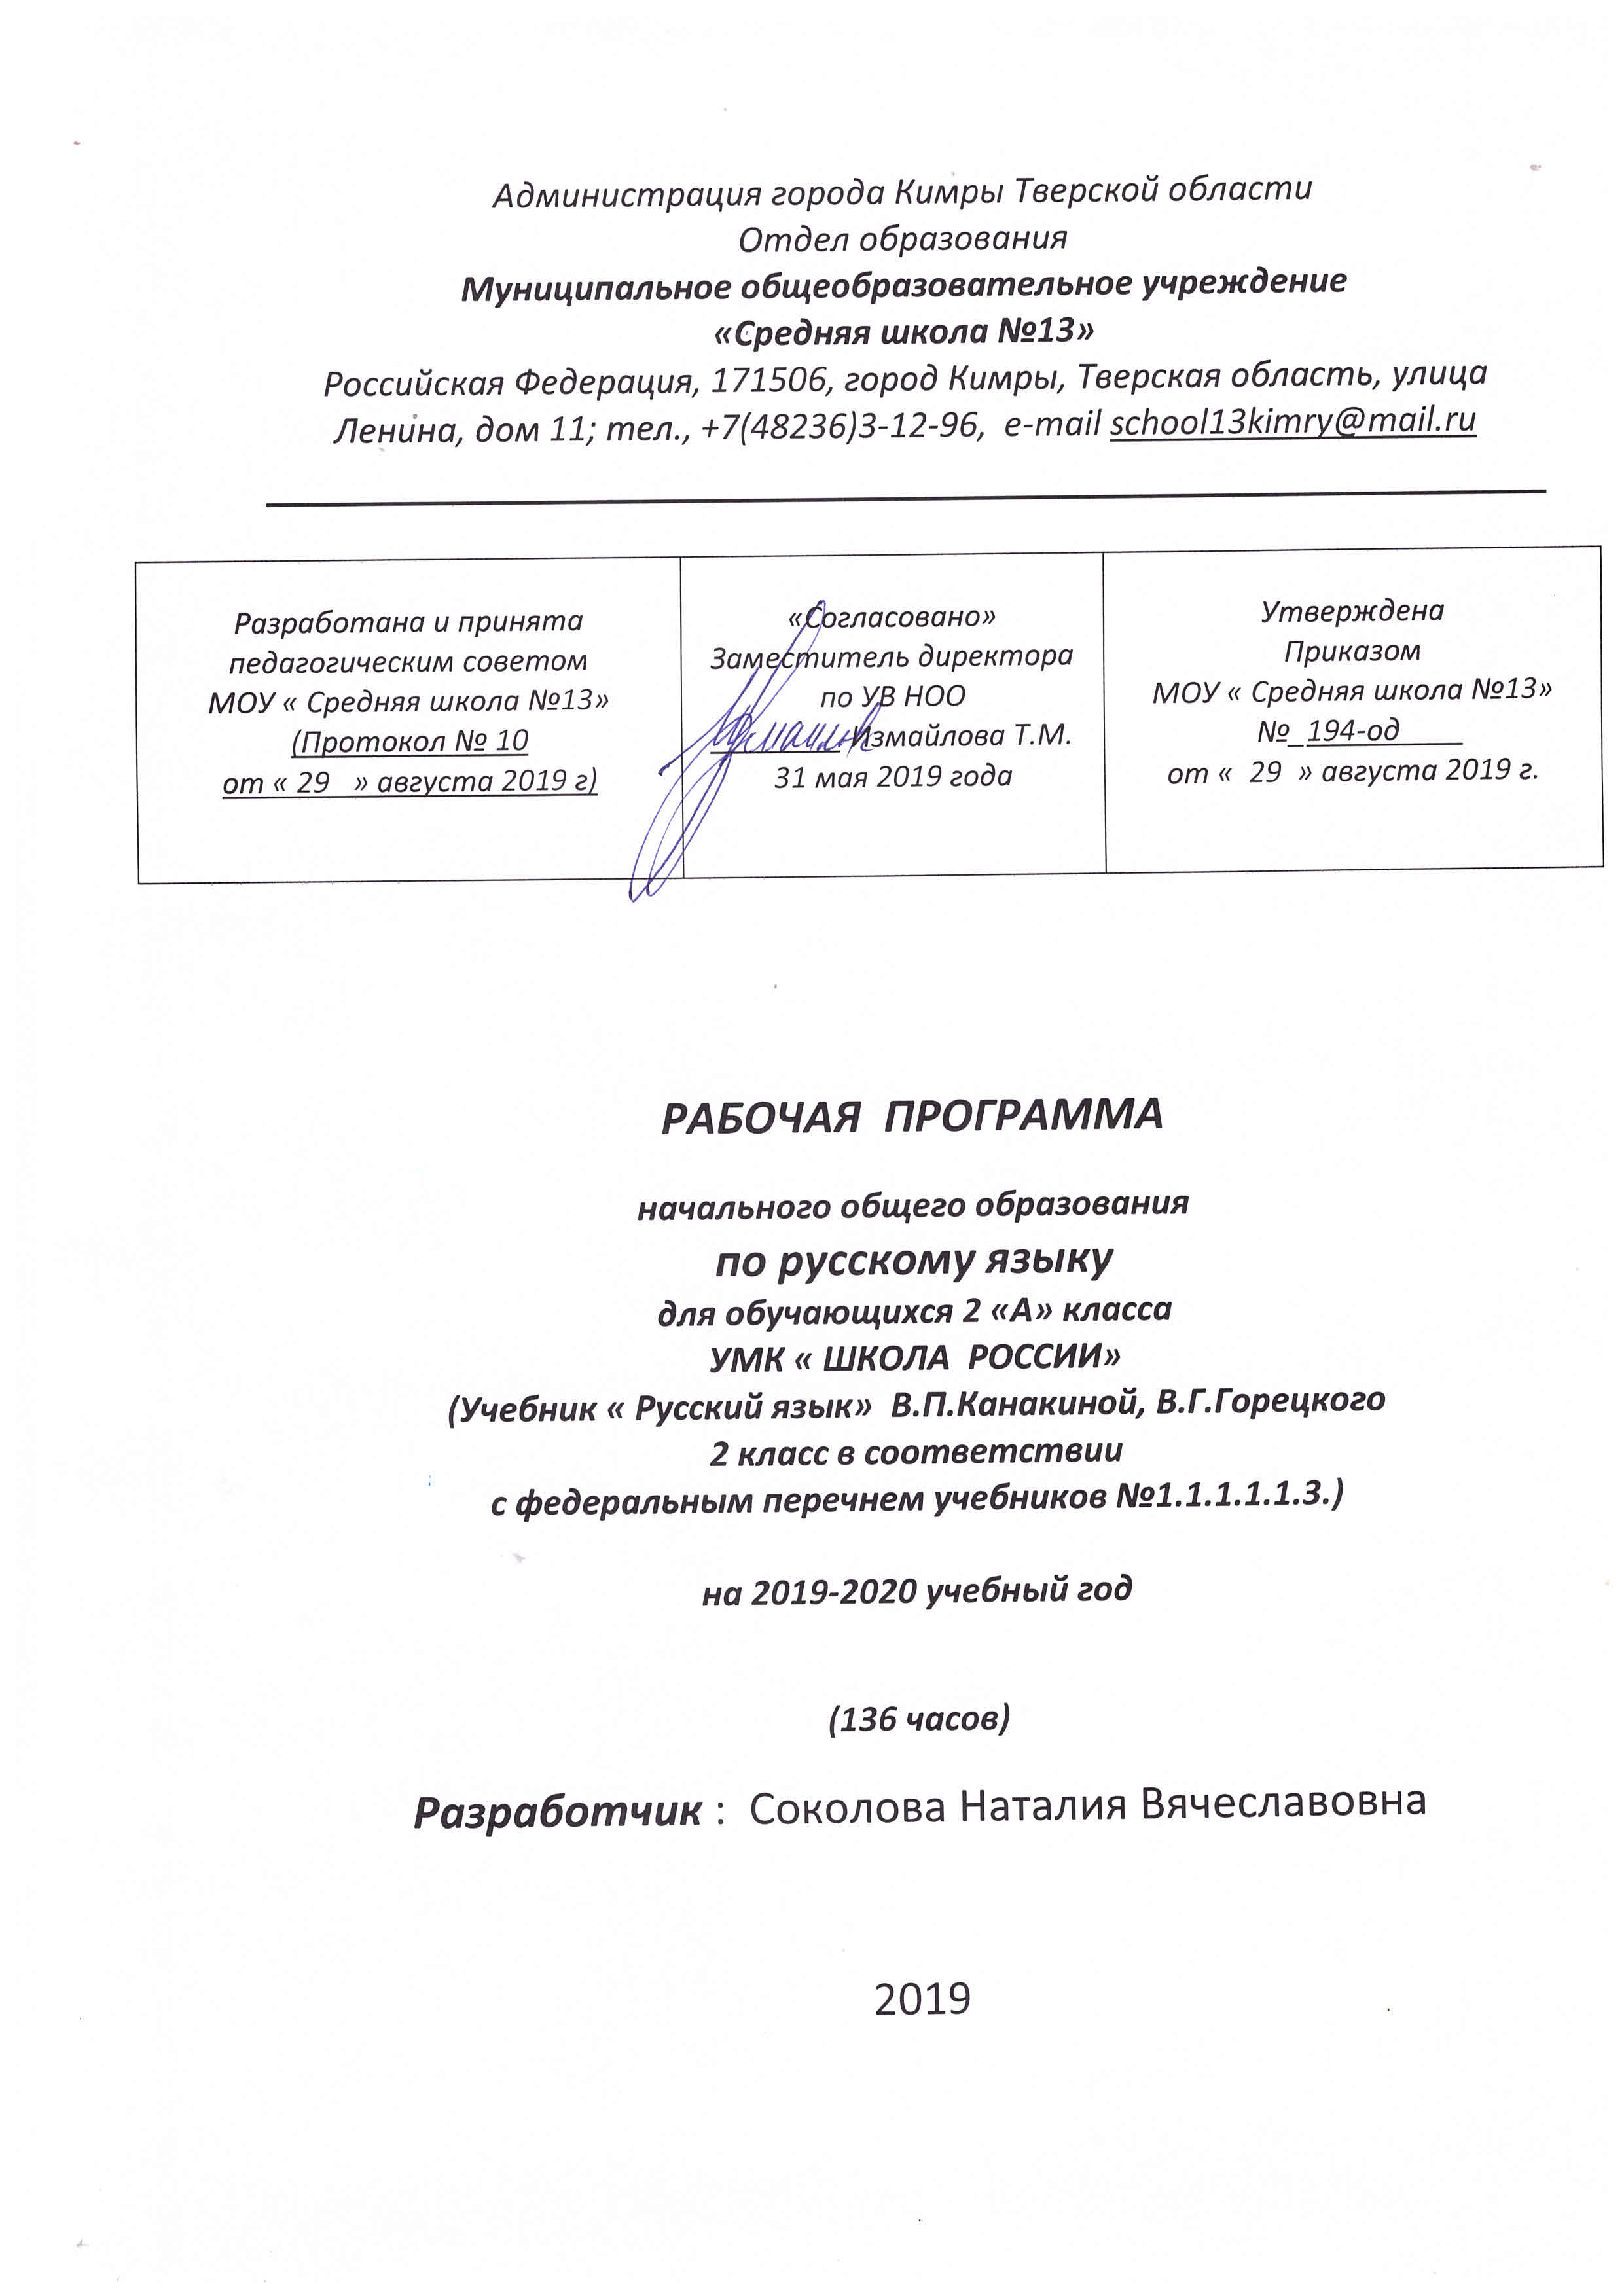 Администрация города Кимры Тверской области
Отдел образования
Муниципальное общеобразовательное учреждение
«Средняя школа №13»
Российская Федерация, 171506, город Кимры, Тверская область, улица
Ленина, дом 11; тел., +7(48236)3-12-96, e-mail school13kimry@mail.ru
Разработана и принята
педагогическим советом
МОУ « Средняя школа №13»
(Протокол № 10
от « 29 » августа 2019 г)
«Согласовано»
Заместитель директора
по УВ НОО
Измайлова Т.М.
31 мая 2019 года
Утверждена
Приказом
МОУ « Средняя школа №13»
№_194-од____
от « 29 » августа 2019 г.
РАБОЧАЯ ПРОГРАММА
начального общего образования
по русскому языку
для обучающихся 2 «А» класса
УМК « ШКОЛА РОССИИ»
(Учебник « Русский язык» В.П.Канакиной, В.Г.Горецкого
2 класс в соответствии
с федеральным перечнем учебников №1.1.1.1.1.3.)
на 2019-2020 учебный год
(136 часов)
Разработчик : Соколова Наталия Вячеславовна
2019